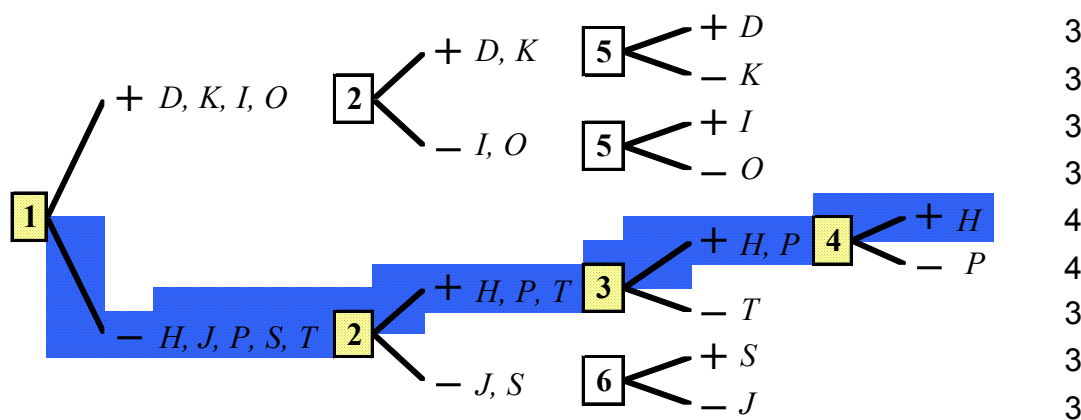 + D 3
+ D, K 5
− K 3
+ D, K, I, O 2
+ I 3
− I, O 5
− O 3
1
+ H 4
+ H, P 4
− P 4
+ H, P, T 3
− T 3
− H, J, P, S, T 2
+ S 3
− J, S 6
− J 3